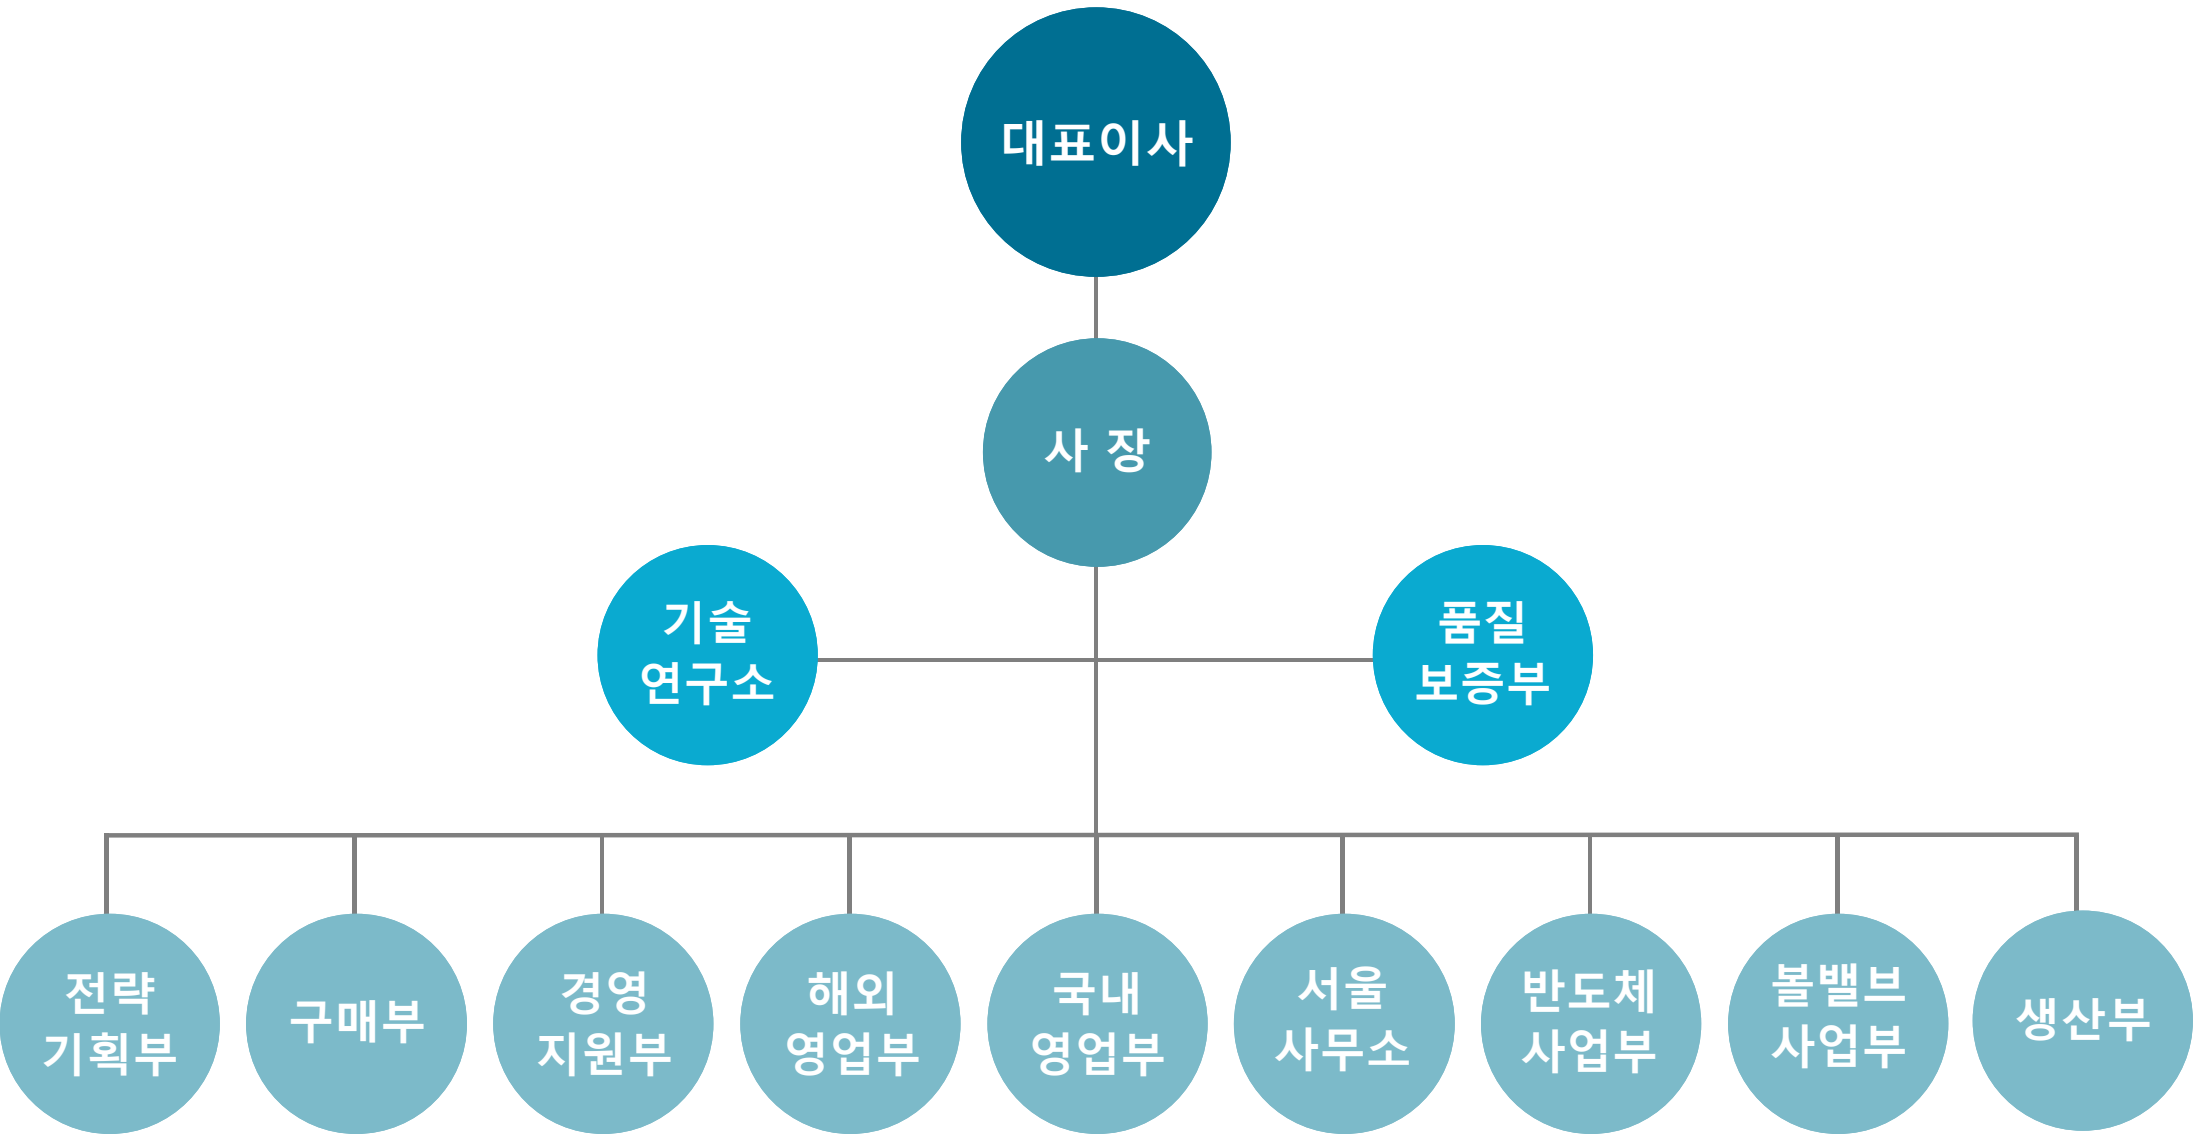 대표이사
사 장
기술
연구소
품질
보증부
전략
기획부
구매부
경영
지원부
해외
영업부
국내
영업부
서울
사무소
반도체
사업부
볼밸브
사업부
생산부